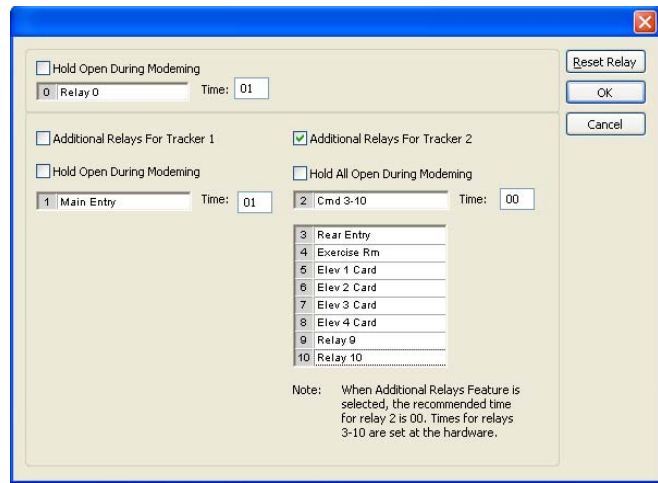 Hold Open During Modeming
0 Relay 0 Time: 01
Additional Relays For Tracker 1
Hold Open During Modeming
1 Main Entry Time: 01
Additional Relays For Tracker 2
Hold All Open During Modeming
2 Cmd 3-10 Time: 00
3 Rear Entry
4 Exercise Rm
5 Elev 1 Card
6 Elev 2 Card
7 Elev 3 Card
8 Elev 4 Card
9 Relay 9
10 Relay 10
Note: When Additional Relays Feature is
selected, the recommended time
for relay 2 is 00. Times for relays
3-10 are set at the hardware.
Reset Relay
OK
Cancel